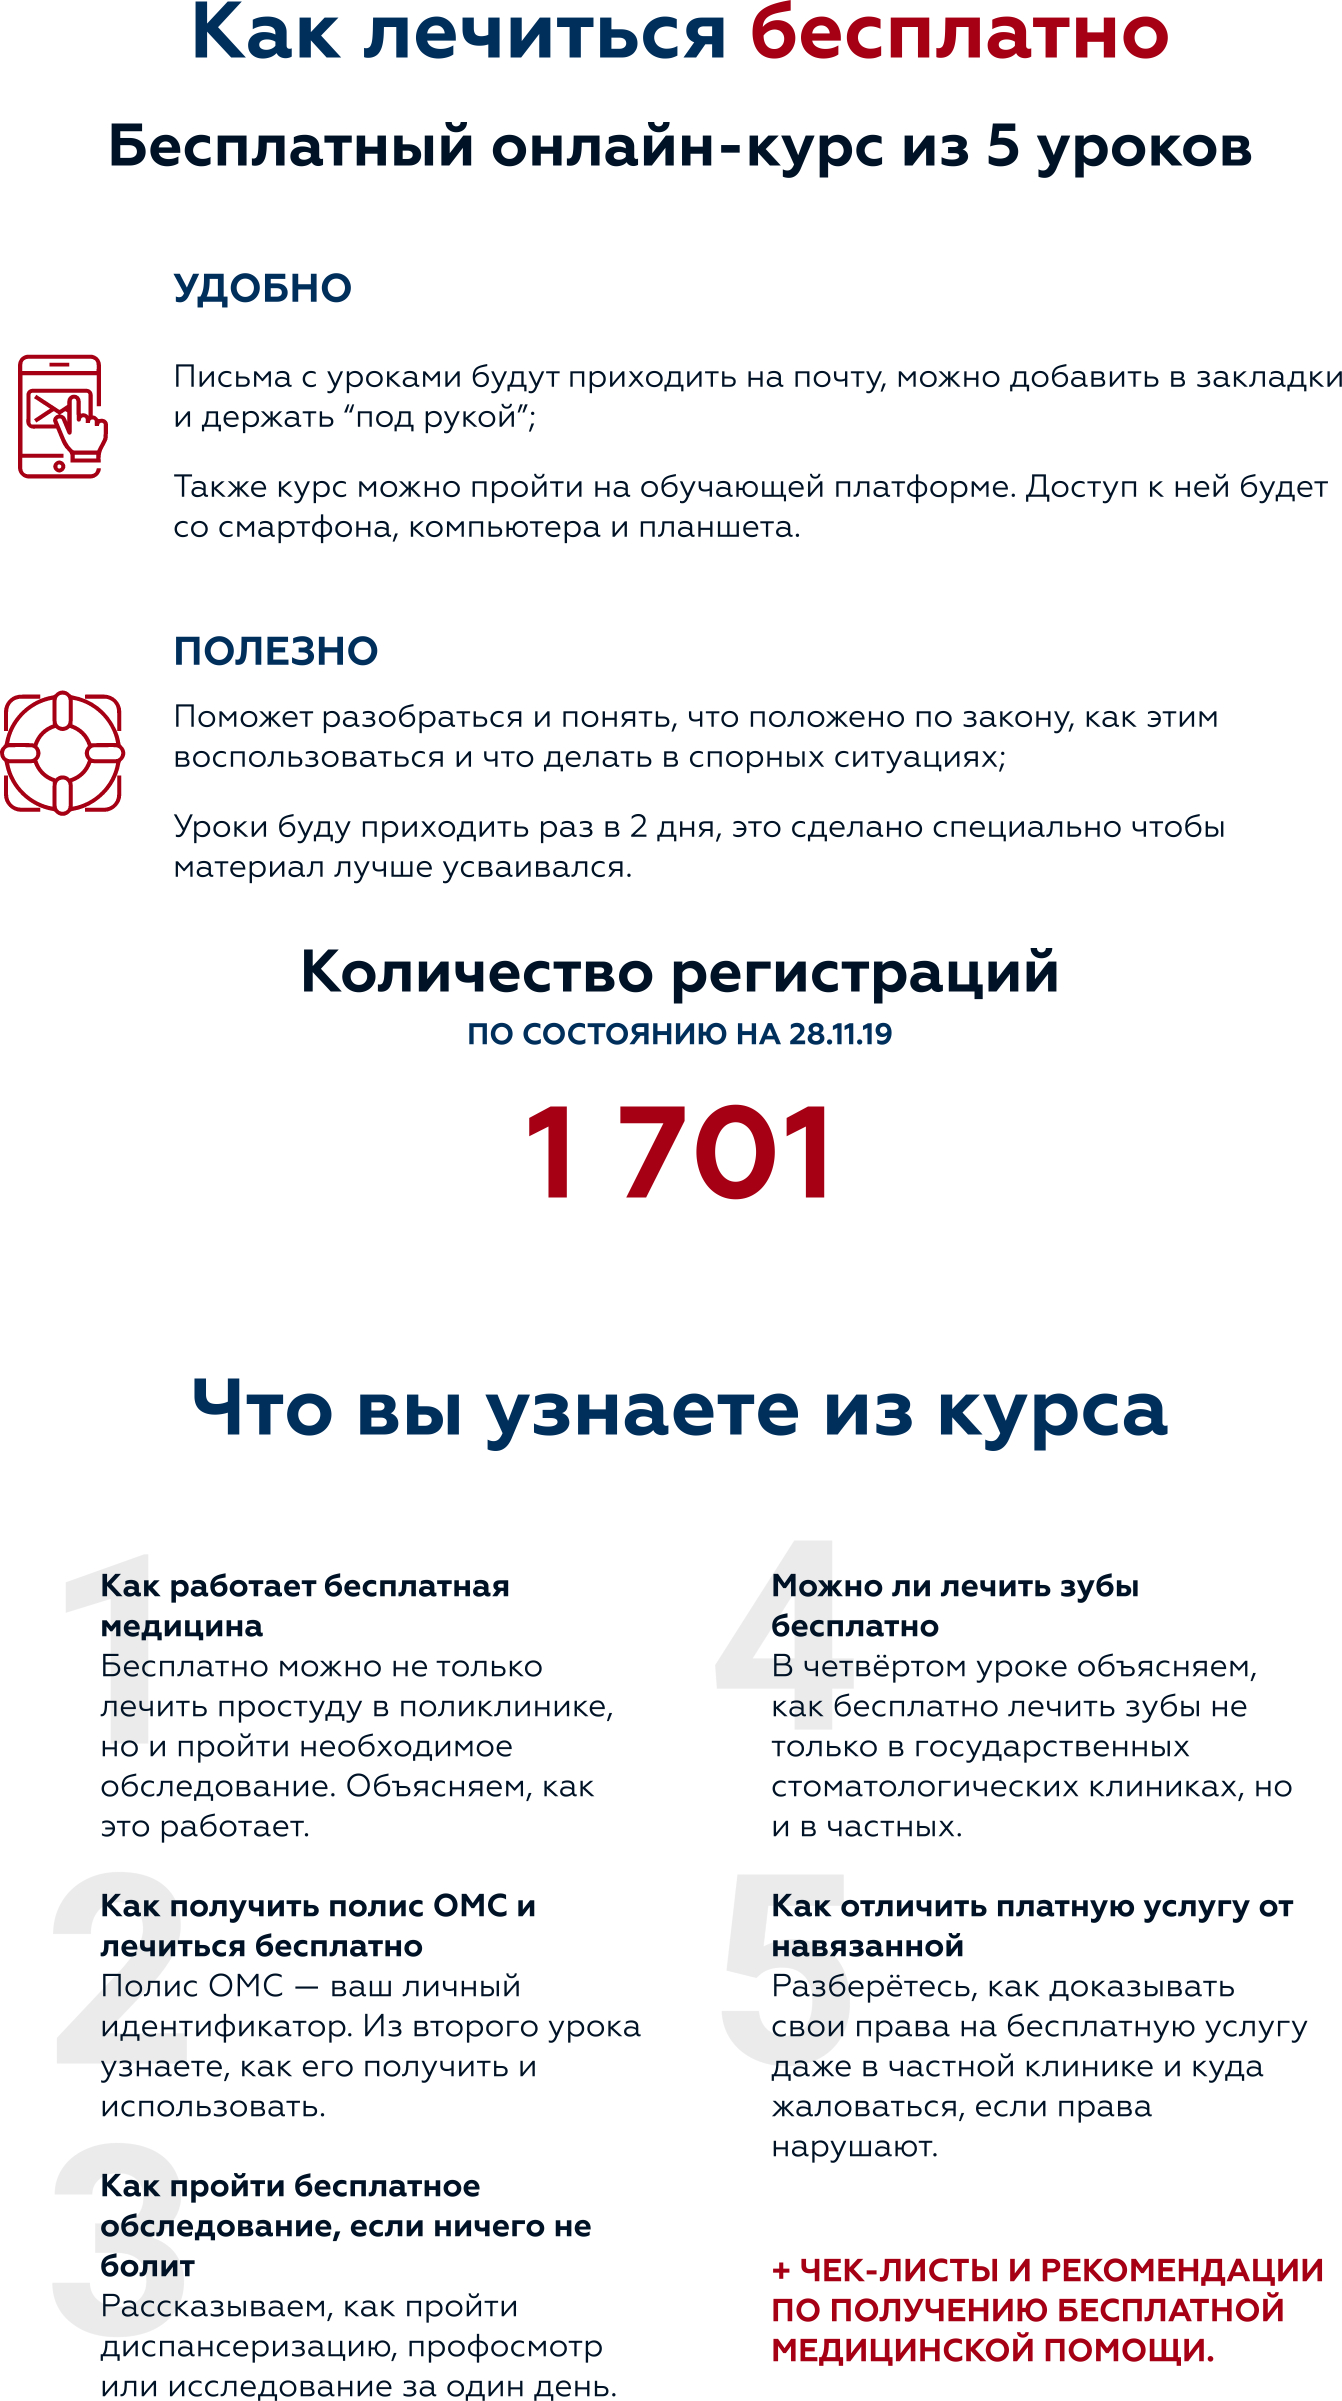 Как лечиться бесплатно
Бесплатный онлайн-курс из 5 уроков
УДОБНО
Письма с уроками будут приходить на почту, можно добавить в закладки
и держать “под рукой”;
Также курс можно пройти на обучающей платформе. Доступ к ней будет
со смартфона, компьютера и планшета.
ПОЛЕЗНО
Поможет разобраться и понять, что положено по закону, как этим
воспользоваться и что делать в спорных ситуациях;
Уроки буду приходить раз в 2 дня, это сделано специально чтобы
материал лучше усваивался.
Количество регистраций
ПО СОСТОЯНИЮ НА 28.11.19
1 701
Что вы узнаете из курса
1
Как работает бесплатная
медицина
Бесплатно можно не только
лечить простуду в поликлинике,
но и пройти необходимое
обследование. Объясняем, как
это работает.
2
Как получить полис ОМС и
лечиться бесплатно
Полис ОМС — ваш личный
идентификатор. Из второго урока
узнаете, как его получить и
использовать.
3
Как пройти бесплатное
обследование, если ничего не
болит
Рассказываем, как пройти
диспансеризацию, профосмотр
или исследование за один день.
4
Можно ли лечить зубы
бесплатно
В четвёртом уроке объясняем,
как бесплатно лечить зубы не
только в государственных
стоматологических клиниках, но
и в частных.
5
Как отличить платную услугу от
навязанной
Разберётесь, как доказывать
свои права на бесплатную услугу
даже в частной клинике и куда
жаловаться, если права
нарушают.
+ ЧЕК-ЛИСТЫ И РЕКОМЕНДАЦИИ
ПО ПОЛУЧЕНИЮ БЕСПЛАТНОЙ
МЕДИЦИНСКОЙ ПОМОЩИ.